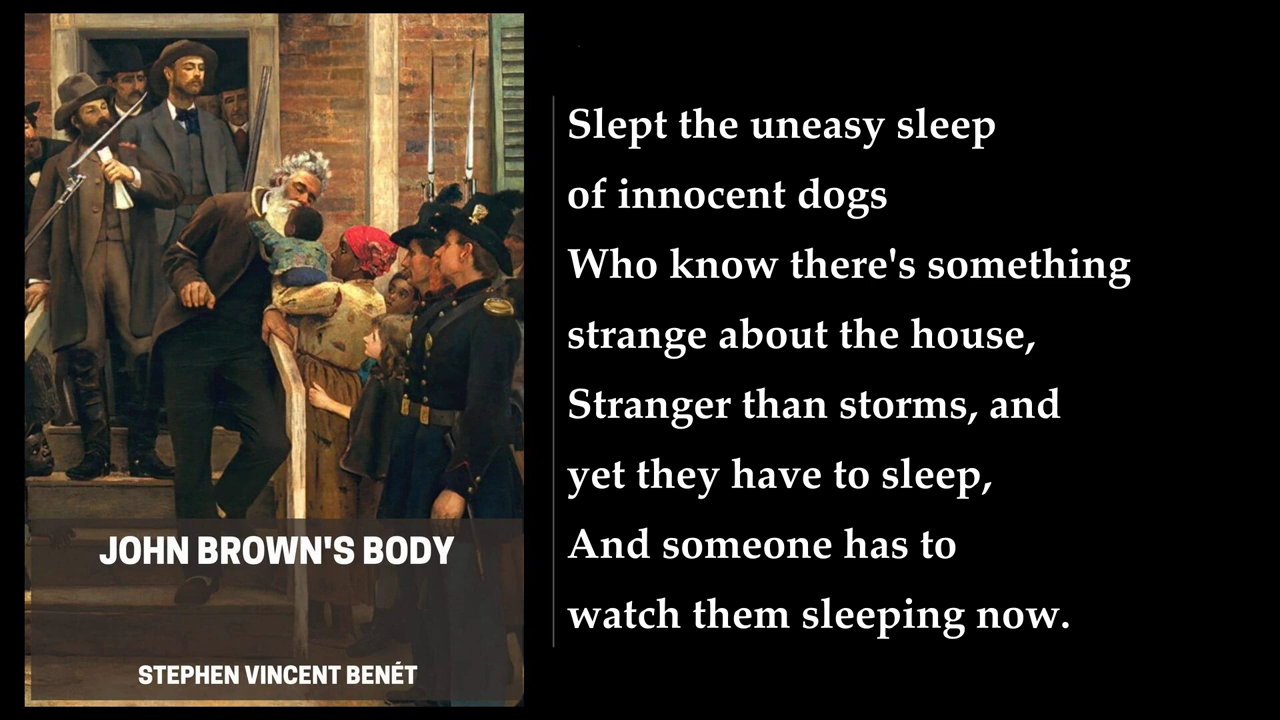 JOHN BROWN'S BODY
STEPHEN VINCENT BENÉT
Slept the uneasy sleep
of innocent dogs
Who know there's something
strange about the house,
Stranger than storms, and
yet they have to sleep,
And someone has to
watch them sleeping now.